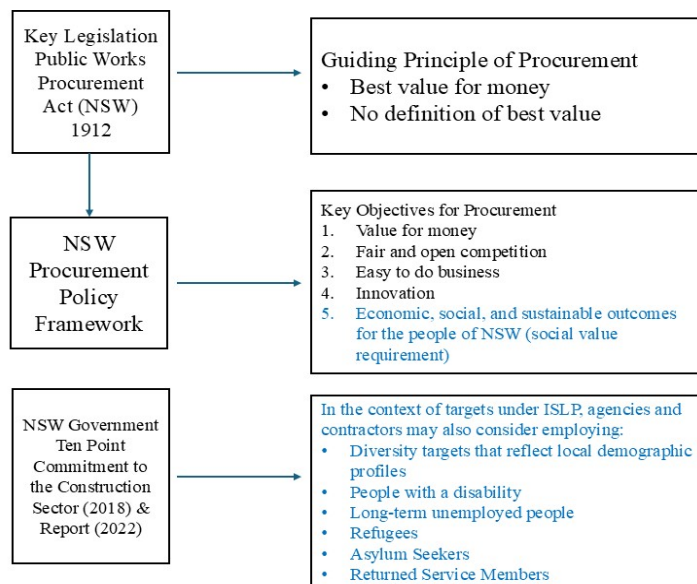 Key Legislation
Public Works
Procurement
Act (NSW)
1912
Guiding Principle of Procurement
• Best value for money
• No definition of best value
NSW
Procurement
Policy
Framework
Key Objectives for Procurement
1. Value for money
2. Fair and open competition
3. Easy to do business
4. Innovation
5. Economic, social, and sustainable outcomes
for the people of NSW (social value
requirement)
NSW Government
Ten Point
Commitment to
the Construction
Sector (2018) &
Report (2022)
In the context of targets under ISLP, agencies and
contractors may also consider employing:
• Diversity targets that reflect local demographic
profiles
• People with a disability
• Long-term unemployed people
• Refugees
• Asylum Seekers
• Returned Service Members